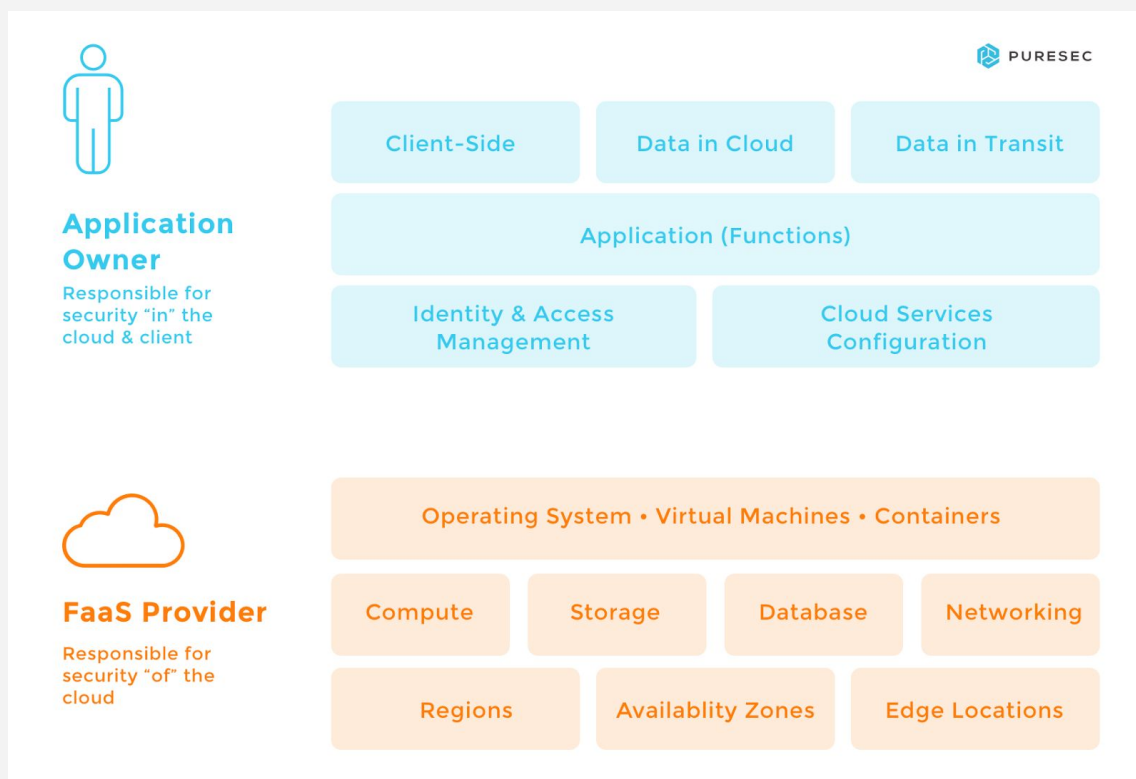 PURESEC
Application
Owner
Responsible for
security “in” the
cloud & client
Client-Side
Data in Cloud
Data in Transit
Application (Functions)
Identity & Access
Management
Cloud Services
Configuration
FaaS Provider
Responsible for
security “of” the
cloud
Operating System • Virtual Machines • Containers
Compute
Storage
Database
Networking
Regions
Availablity Zones
Edge Locations